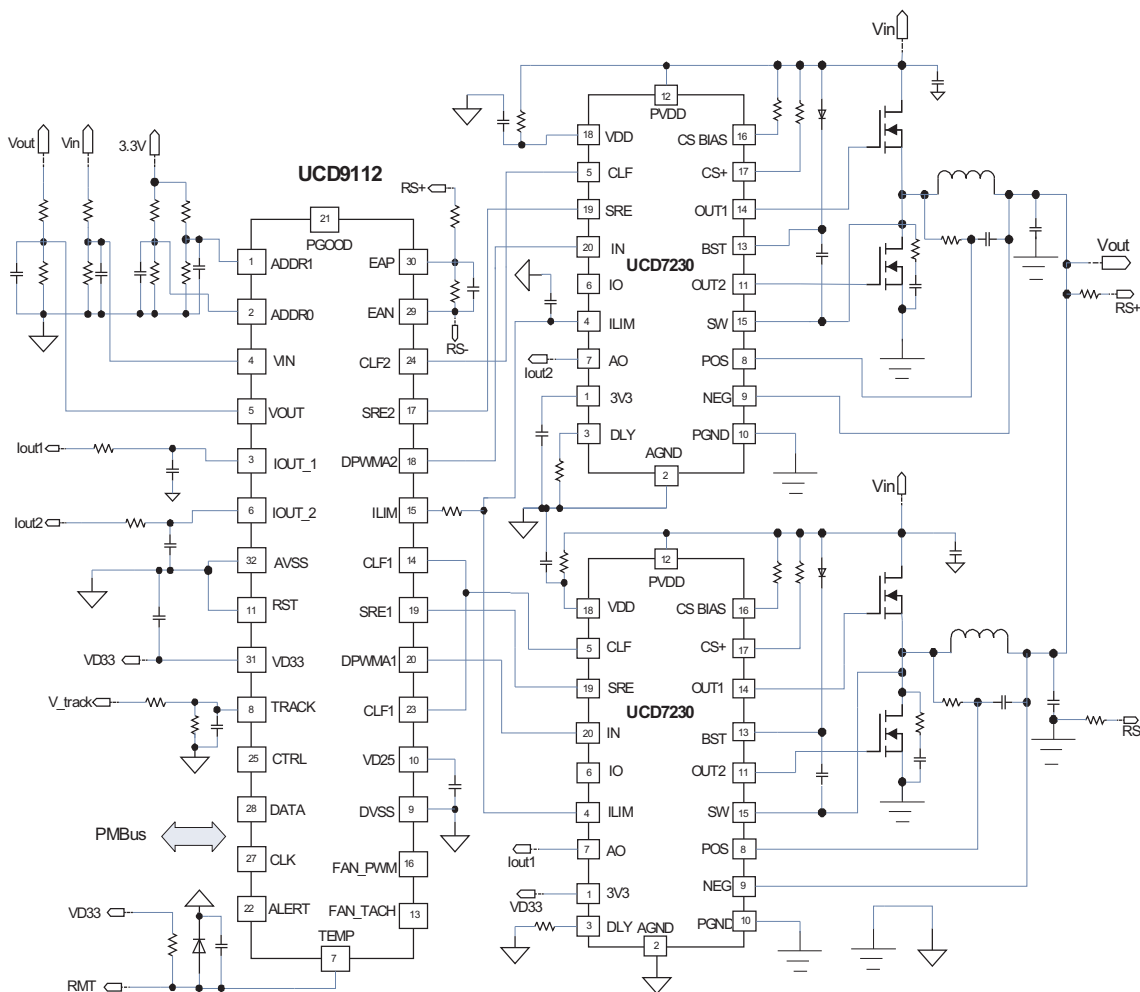 Vin
Vout
Vin
3.3V
UCD9112
21
PGOOD
1 ADDR1
2 ADDR0
4 VIN
5 VOUT
Iout1
3 IOUT_1
Iout2
6 IOUT_2
32 AVSS
11 RST
VD33
31 VD33
V_track
8 TRACK
25 CTRL
28 DATA
PMBus
27 CLK
22 ALERT
VD33
RMT
TEMP
7
RS+
EAP 30
EAN 29
RS-
CLF2 24
SRE2 17
DPWMA2 18
ILIM 15
CLF1 14
SRE1 19
DPWMA1 20
CLF1 23
VD25 10
DVSS 9
FAN_PWM 16
FAN_TACH 13
12
PVDD
18 VDD
5 CLF
19 SRE
20 IN
UCD7230
6 IO
4 ILIM
Iout2
7 AO
1 3V3
3 DLY
AGND
2
CS BIAS 16
CS+ 17
OUT1 14
BST 13
OUT2 11
SW 15
POS 8
NEG 9
PGND 10
Vout
RS+
Vin
12
PVDD
18 VDD
5 CLF
19 SRE
UCD7230
20 IN
6 IO
4 ILIM
Iout1
7 AO
VD33
1 3V3
3 DLY
AGND
2
CS BIAS 16
CS+ 17
OUT1 14
BST 13
OUT2 11
SW 15
POS 8
NEG 9
PGND 10
RS